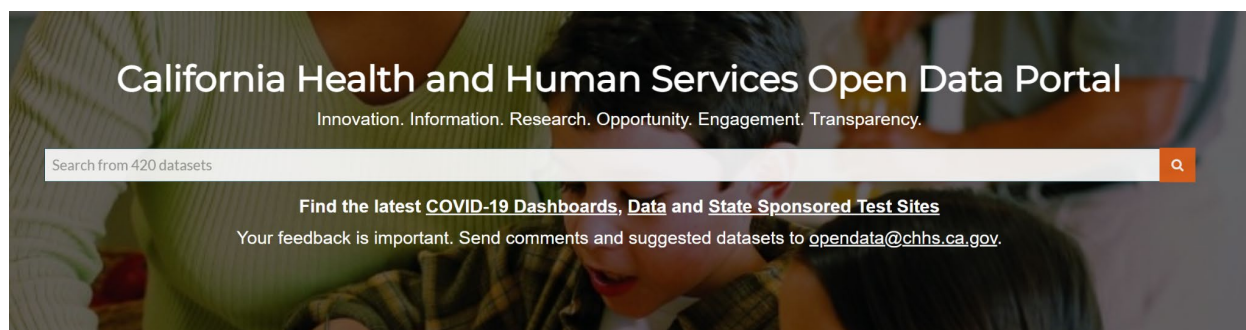 California Health and Human Services Open Data Portal
Innovation. Information. Research. Opportunity. Engagement. Transparency.
Search from 420 datasets
Find the latest COVID-19 Dashboards, Data and State Sponsored Test Sites
Your feedback is important. Send comments and suggested datasets to opendata@chhs.ca.gov.